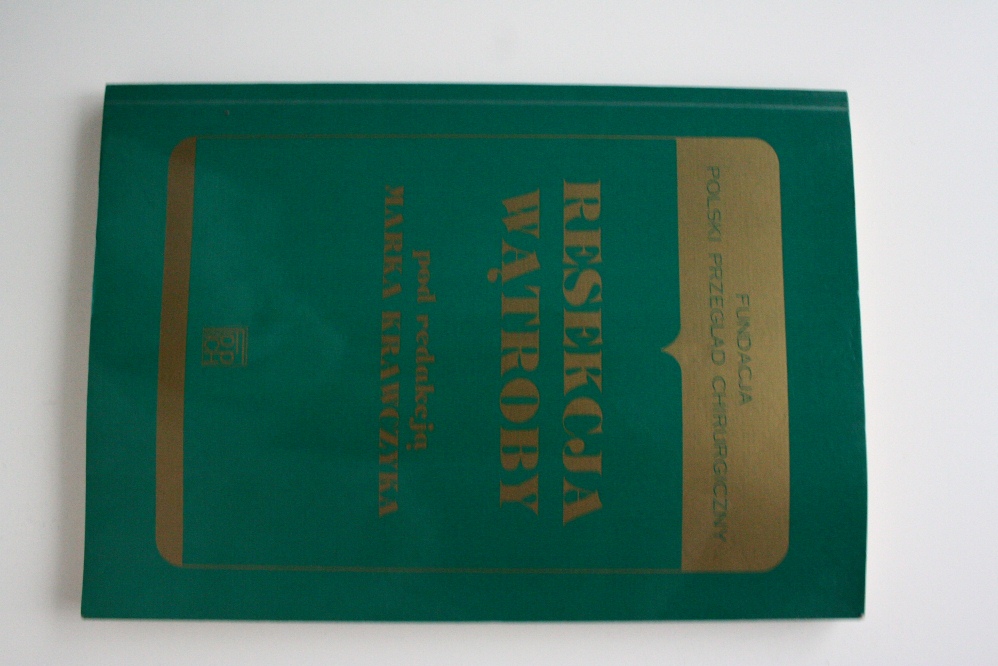 FUNDACJA
POLSKI PRZEGLĄD CHIRURGICZNY
RESEKCJA
WĄTROBY
pod redakcją
MARKA KRAWCZYKA